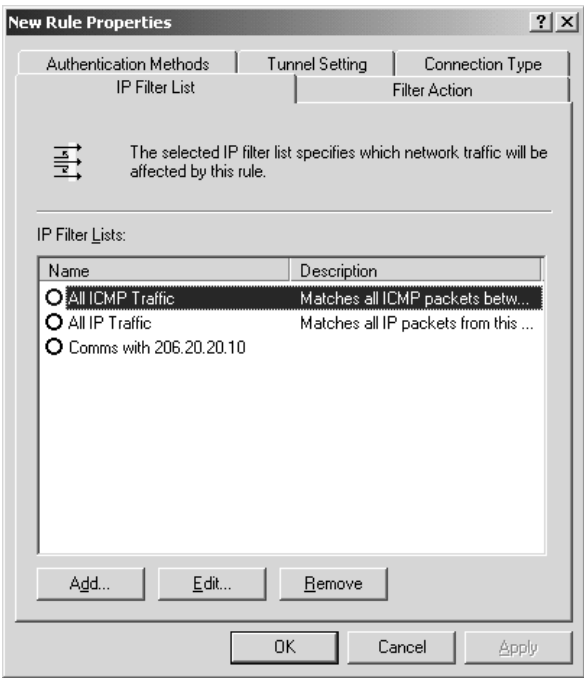 New Rule Properties
Authentication Methods Tunnel Setting Connection Type
IP Filter List Filter Action
The selected IP filter list specifies which network traffic will be
affected by this rule.
IP Filter Lists:
Name Description
All ICMP Traffic Matches all ICMP packets betw...
All IP Traffic Matches all IP packets from this ...
Comms with 206.20.20.10
Add... Edit... Remove
OK Cancel Apply